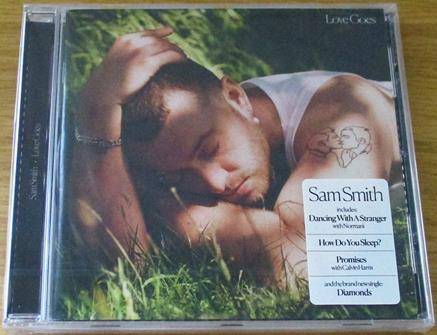 Love Goes
Sam Smith • Love Goes
Sam Smith
includes:
Dancing With A Stranger
with Normani
How Do You Sleep?
Promises
with Calvin Harris
and the brand new single:
Diamonds